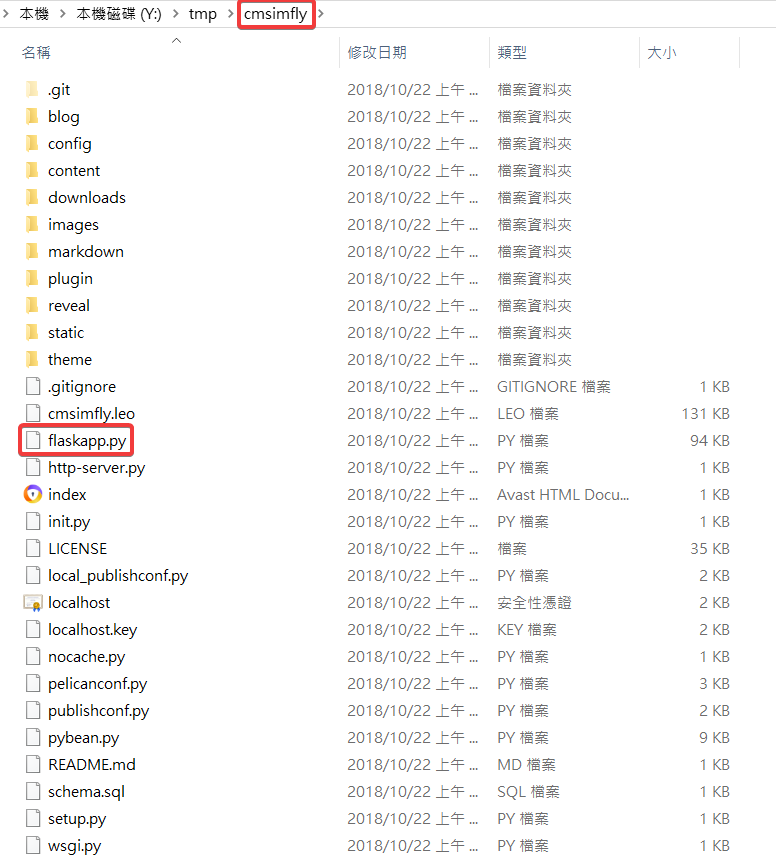 本機 > 本機磁碟 (Y:) > tmp > cmsimfly >
名稱 修改日期 類型 大小
.git 2018/10/22 上午 ... 檔案資料夾
blog 2018/10/22 上午 ... 檔案資料夾
config 2018/10/22 上午 ... 檔案資料夾
content 2018/10/22 上午 ... 檔案資料夾
downloads 2018/10/22 上午 ... 檔案資料夾
images 2018/10/22 上午 ... 檔案資料夾
markdown 2018/10/22 上午 ... 檔案資料夾
plugin 2018/10/22 上午 ... 檔案資料夾
reveal 2018/10/22 上午 ... 檔案資料夾
static 2018/10/22 上午 ... 檔案資料夾
theme 2018/10/22 上午 ... 檔案資料夾
.gitignore 2018/10/22 上午 ... GITIGNORE 檔案 1 KB
cmsimfly.leo 2018/10/22 上午 ... LEO 檔案 131 KB
flaskapp.py 2018/10/22 上午 ... PY 檔案 94 KB
http-server.py 2018/10/22 上午 ... PY 檔案 1 KB
index 2018/10/22 上午 ... Avast HTML Docu... 1 KB
init.py 2018/10/22 上午 ... PY 檔案 1 KB
LICENSE 2018/10/22 上午 ... 檔案 35 KB
local_publishconf.py 2018/10/22 上午 ... PY 檔案 2 KB
localhost 2018/10/22 上午 ... 安全性憑證 2 KB
localhost.key 2018/10/22 上午 ... KEY 檔案 2 KB
nocache.py 2018/10/22 上午 ... PY 檔案 1 KB
pelicanconf.py 2018/10/22 上午 ... PY 檔案 3 KB
publishconf.py 2018/10/22 上午 ... PY 檔案 2 KB
pybean.py 2018/10/22 上午 ... PY 檔案 9 KB
README.md 2018/10/22 上午 ... MD 檔案 1 KB
schema.sql 2018/10/22 上午 ... SQL 檔案 1 KB
setup.py 2018/10/22 上午 ... PY 檔案 1 KB
wsgi.py 2018/10/22 上午 ... PY 檔案 1 KB